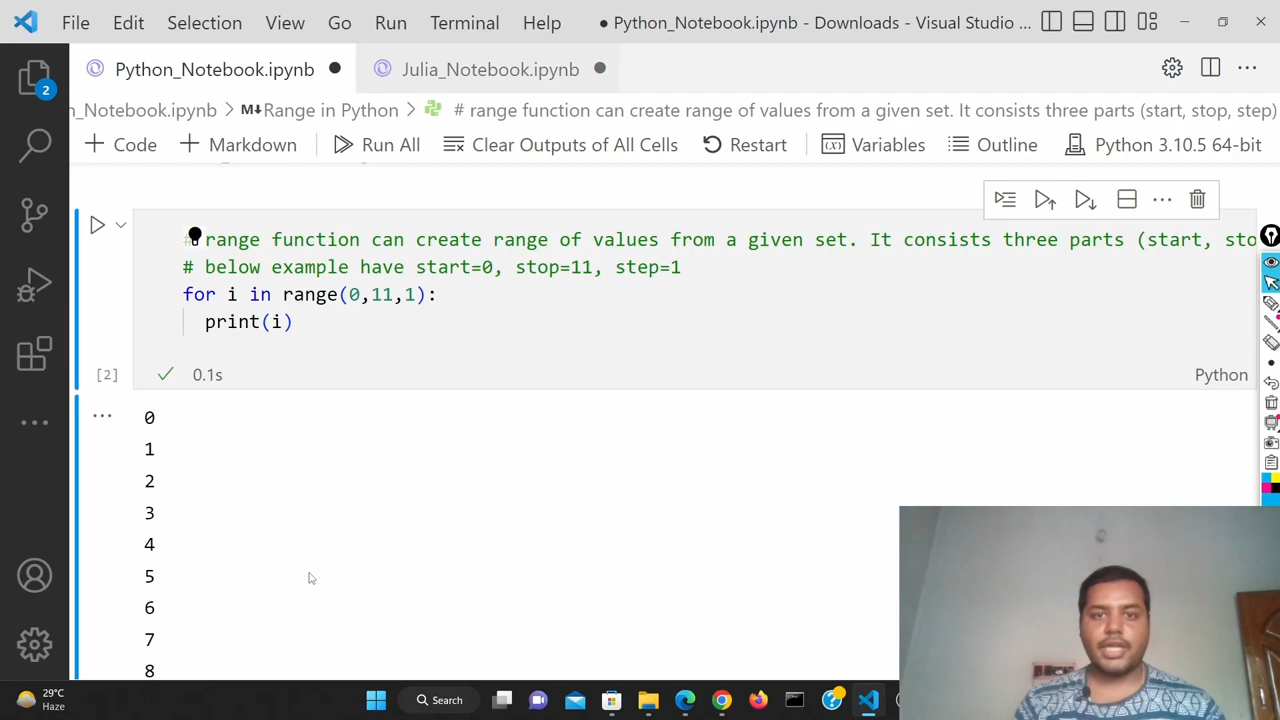 File Edit Selection View Go Run Terminal Help ● Python_Notebook.ipynb - Downloads - Visual Studio ...
Python_Notebook.ipynb ● Julia_Notebook.ipynb ●
n_Notebook.ipynb > M↓Range in Python > # range function can create range of values from a given set. It consists three parts (start, stop, step)
+ Code + Markdown Run All Clear Outputs of All Cells Restart Variables Outline ... Python 3.10.5 64-bit
2
# range function can create range of values from a given set. It consists three parts (start, sto
# below example have start=0, stop=11, step=1
for i in range(0,11,1):
print(i)
[2] 0.1s Python
0
1
2
3
4
5
6
7
8
29°C
Haze
Search